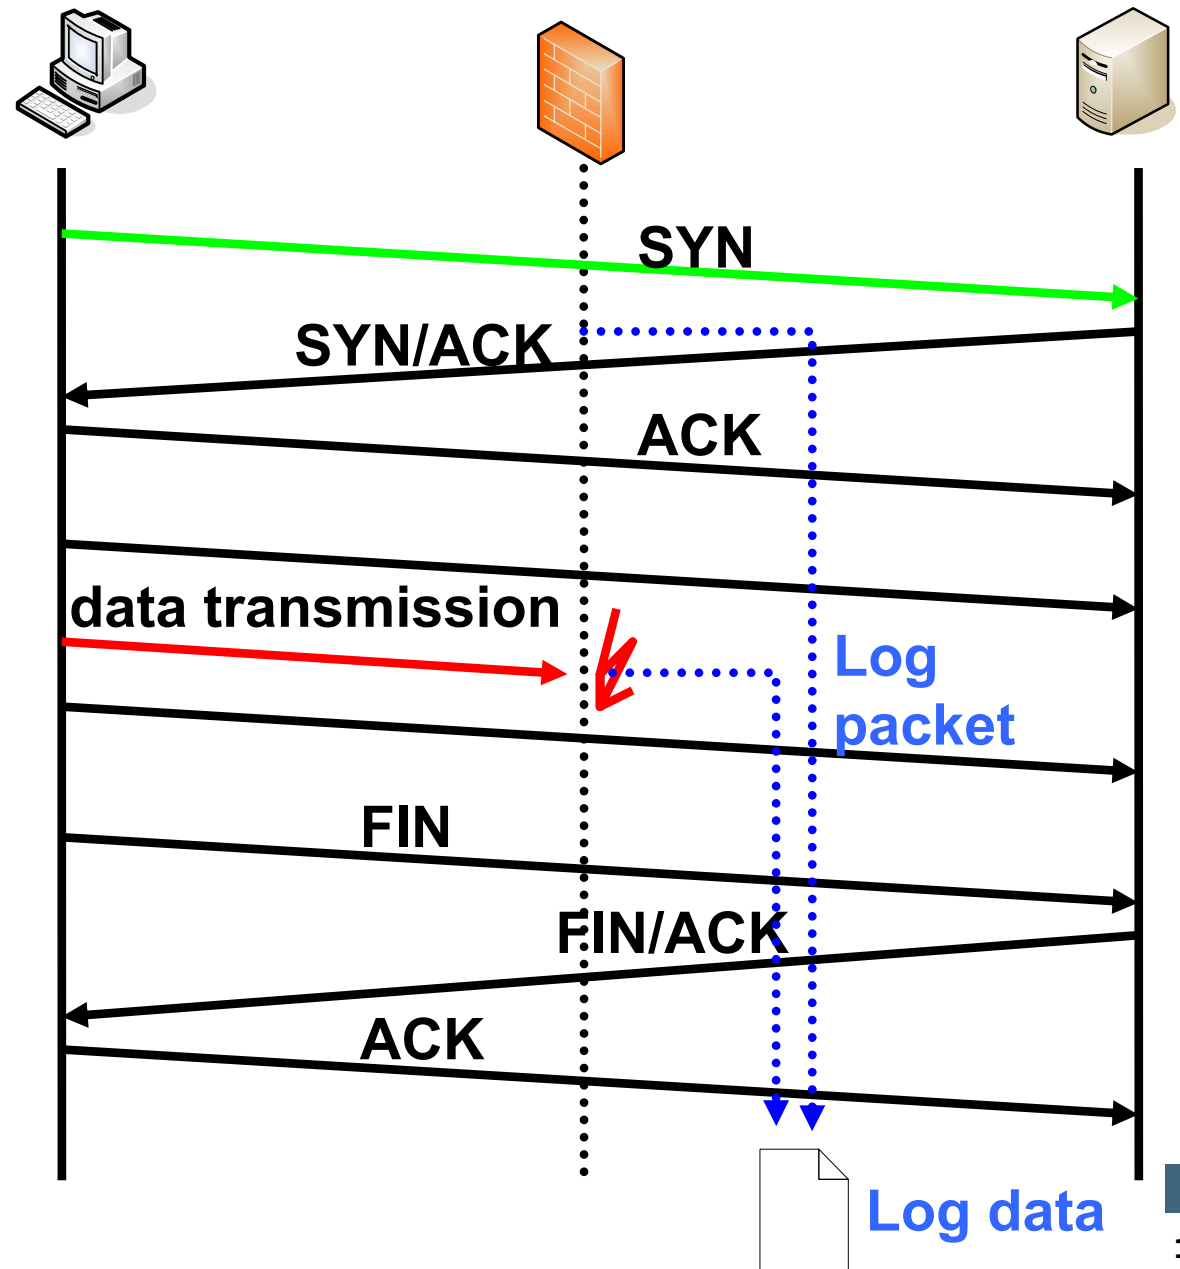 SYN
SYN/ACK
ACK
data transmission
Log
packet
FIN
FIN/ACK
ACK
Log data